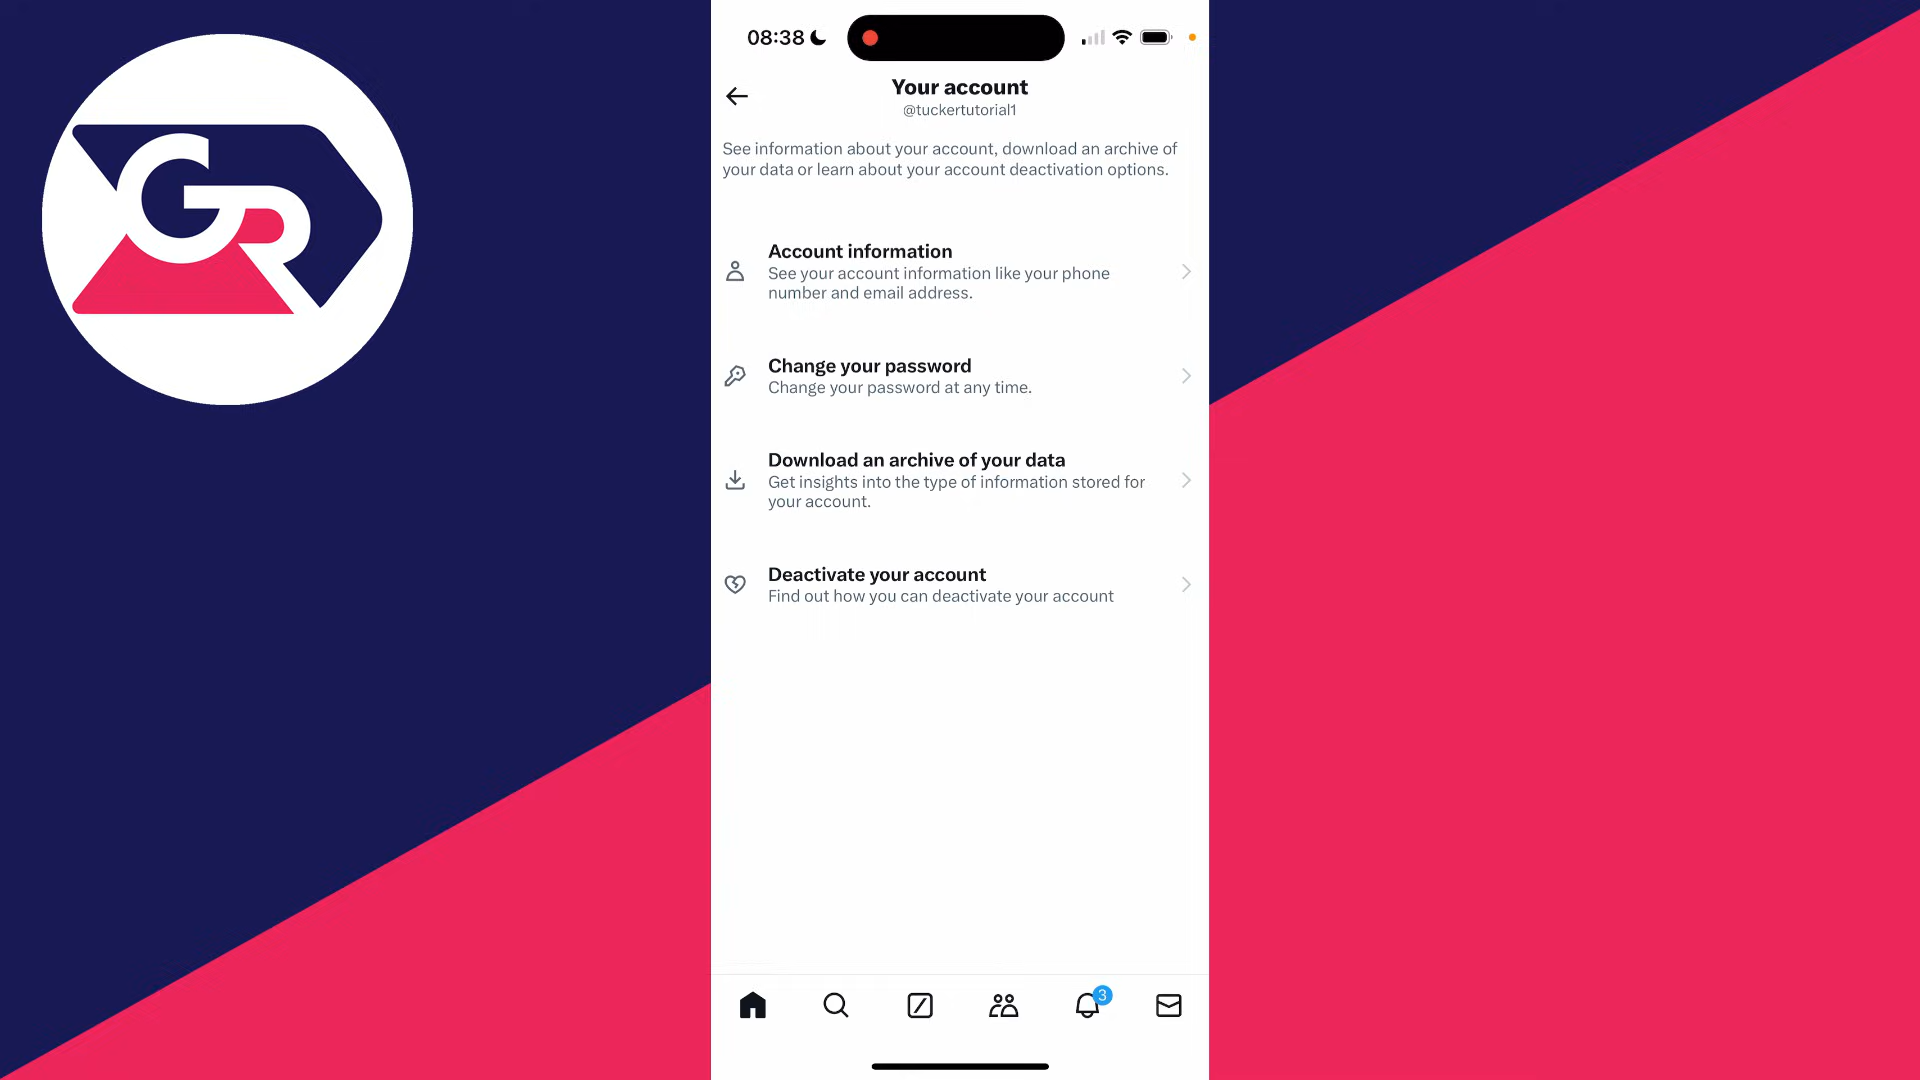 GR
08:38
Your account
@tuckertutorial1
See information about your account, download an archive of
your data or learn about your account deactivation options.
Account information
See your account information like your phone
number and email address.
Change your password
Change your password at any time.
Download an archive of your data
Get insights into the type of information stored for
your account.
Deactivate your account
Find out how you can deactivate your account
3